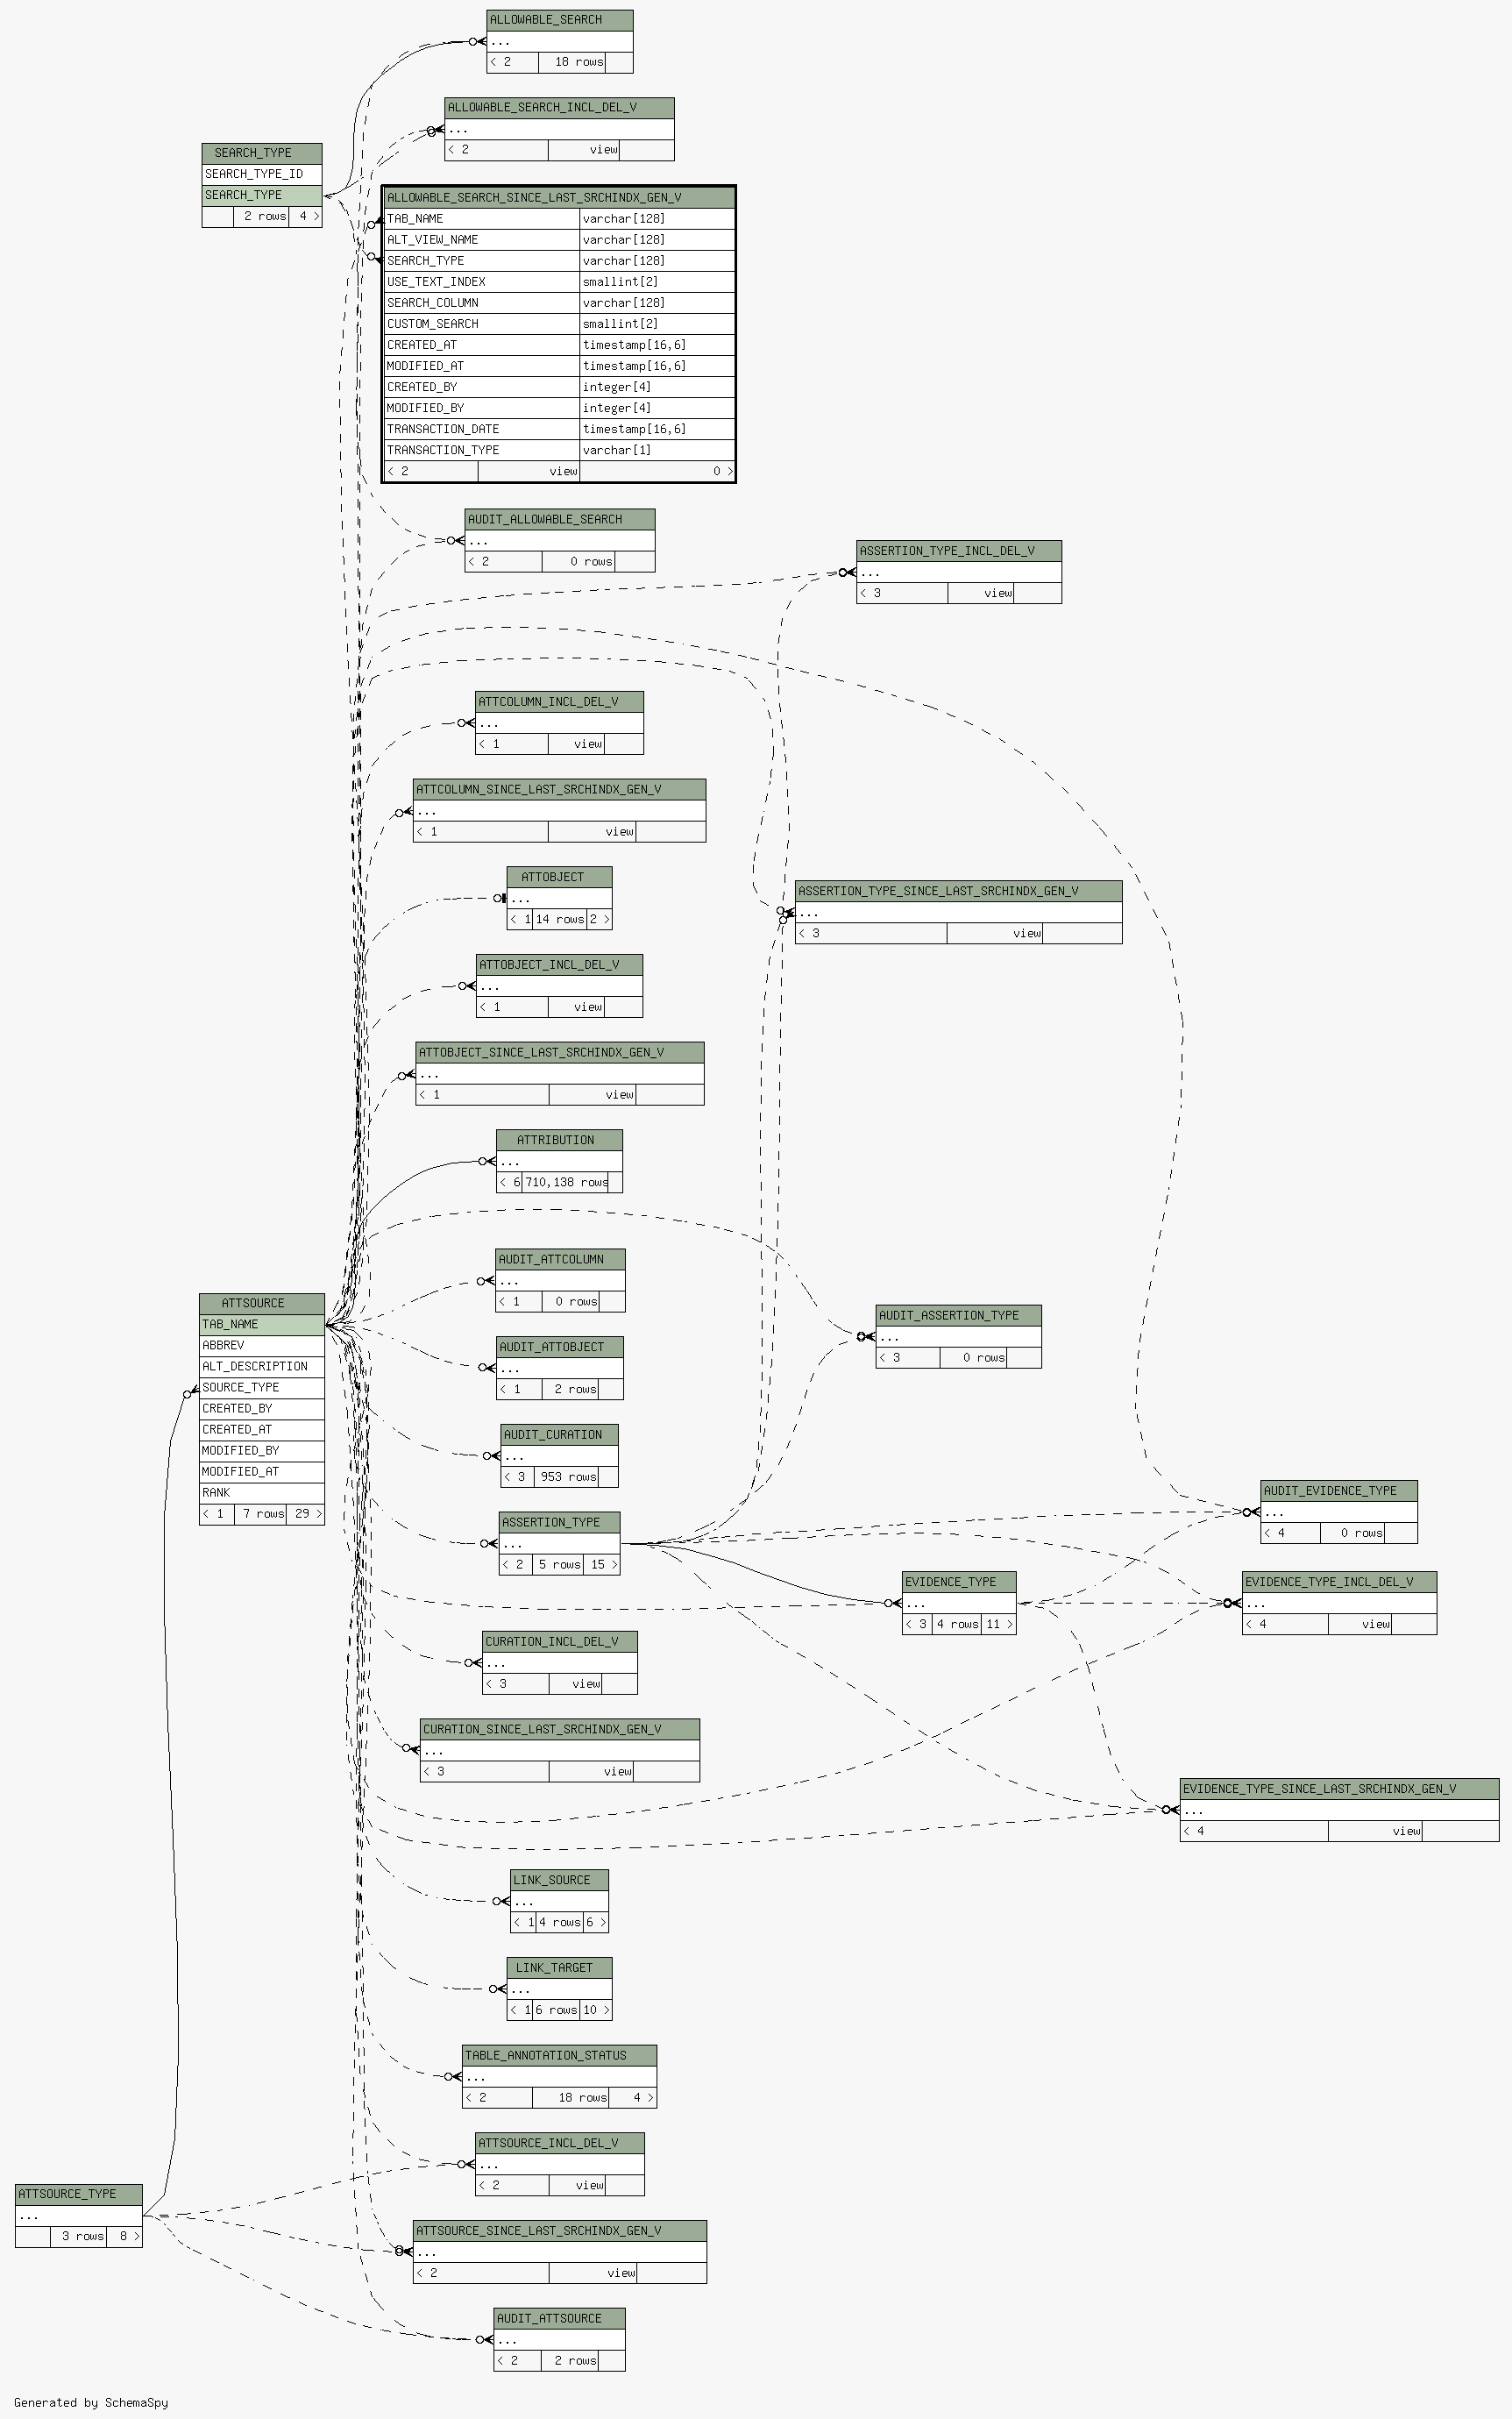 ALLOWABLE_SEARCH
...
< 2 18 rows
ALLOWABLE_SEARCH_INCL_DEL_V
...
< 2 view
SEARCH_TYPE
SEARCH_TYPE_ID
SEARCH_TYPE
2 rows 4 >
ALLOWABLE_SEARCH_SINCE_LAST_SRCHINDX_GEN_V
TAB_NAME varchar[128]
ALT_VIEW_NAME varchar[128]
SEARCH_TYPE varchar[128]
USE_TEXT_INDEX smallint[2]
SEARCH_COLUMN varchar[128]
CUSTOM_SEARCH smallint[2]
CREATED_AT timestamp[16,6]
MODIFIED_AT timestamp[16,6]
CREATED_BY integer[4]
MODIFIED_BY integer[4]
TRANSACTION_DATE timestamp[16,6]
TRANSACTION_TYPE varchar[1]
< 2 view 0 >
AUDIT_ALLOWABLE_SEARCH
...
< 2 0 rows
ASSERTION_TYPE_INCL_DEL_V
...
< 3 view
ATTCOLUMN_INCL_DEL_V
...
< 1 view
ATTCOLUMN_SINCE_LAST_SRCHINDX_GEN_V
...
< 1 view
ATTOBJECT
...
< 1 14 rows 2 >
ASSERTION_TYPE_SINCE_LAST_SRCHINDX_GEN_V
...
< 3 view
ATTOBJECT_INCL_DEL_V
...
< 1 view
ATTOBJECT_SINCE_LAST_SRCHINDX_GEN_V
...
< 1 view
ATTRIBUTION
...
< 6 710,138 rows
AUDIT_ATTCOLUMN
...
< 1 0 rows
ATTSOURCE
TAB_NAME
ABBREV
ALT_DESCRIPTION
SOURCE_TYPE
CREATED_BY
CREATED_AT
MODIFIED_BY
MODIFIED_AT
RANK
< 1 7 rows 29 >
AUDIT_ASSERTION_TYPE
...
< 3 0 rows
AUDIT_ATTOBJECT
...
< 1 2 rows
AUDIT_CURATION
...
< 3 953 rows
AUDIT_EVIDENCE_TYPE
...
< 4 0 rows
ASSERTION_TYPE
...
< 2 5 rows 15 >
EVIDENCE_TYPE
...
< 3 4 rows 11 >
EVIDENCE_TYPE_INCL_DEL_V
...
< 4 view
CURATION_INCL_DEL_V
...
< 3 view
CURATION_SINCE_LAST_SRCHINDX_GEN_V
...
< 3 view
EVIDENCE_TYPE_SINCE_LAST_SRCHINDX_GEN_V
...
< 4 view
LINK_SOURCE
...
< 1 4 rows 6 >
LINK_TARGET
...
< 1 6 rows 10 >
TABLE_ANNOTATION_STATUS
...
< 2 18 rows 4 >
ATTSOURCE_INCL_DEL_V
...
< 2 view
ATTSOURCE_TYPE
...
3 rows 8 >
ATTSOURCE_SINCE_LAST_SRCHINDX_GEN_V
...
< 2 view
AUDIT_ATTSOURCE
...
< 2 2 rows
Generated by SchemaSpy